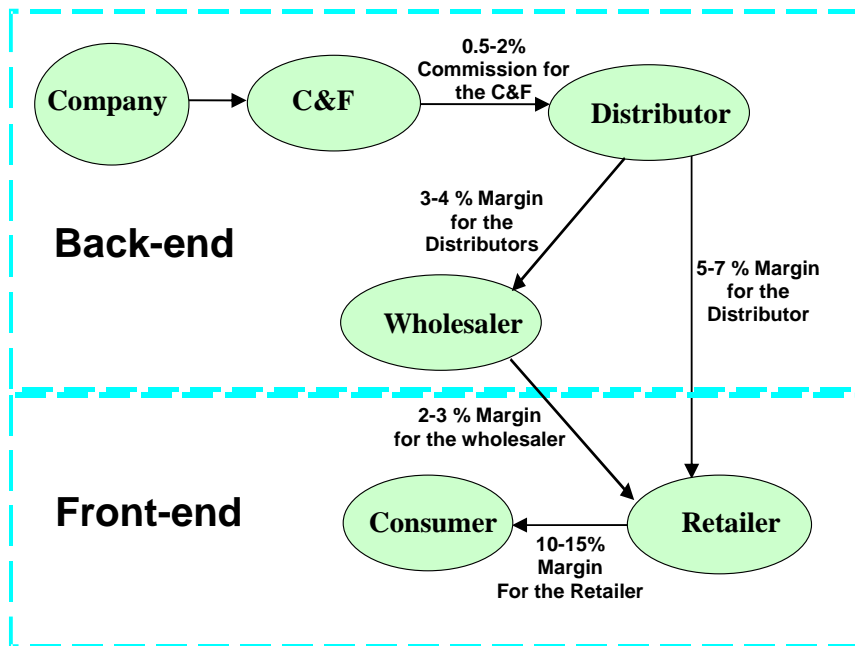 Company
C&F
0.5-2%
Commission for
the C&F
Distributor
3-4 % Margin
for the
Distributors
Back-end
5-7 % Margin
for the
Distributor
Wholesaler
2-3 % Margin
for the wholesaler
Front-end
Consumer
Retailer
10-15%
Margin
For the Retailer